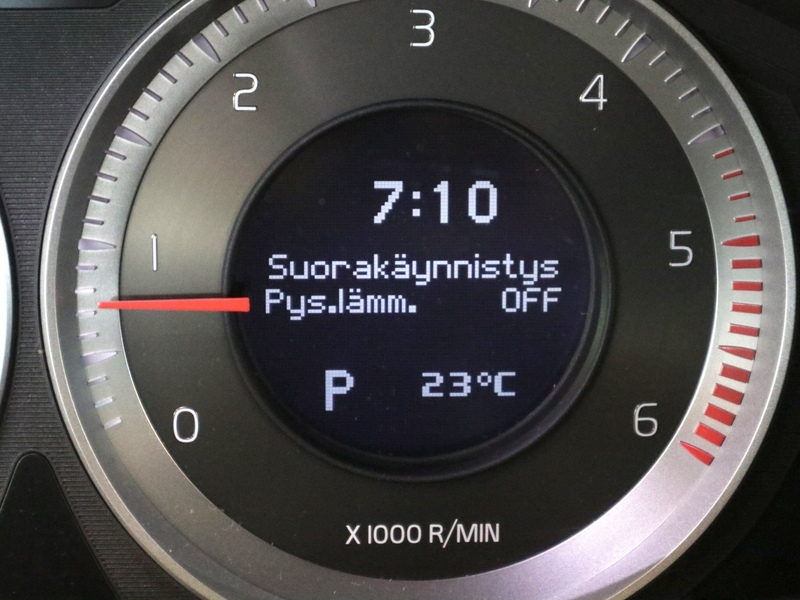 3
2 4
7:10
1 5
Suorakäynnistys
Pys.lämm. OFF
P 23°C
0 6
X 1000 R/MIN